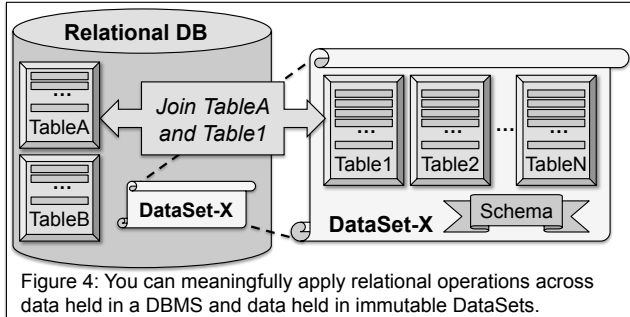 Relational DB
...
TableA
...
TableB
Join TableA
and Table1
DataSet-X
...
Table1
...
Table2
...
...
TableN
DataSet-X
Schema
Figure 4: You can meaningfully apply relational operations across
data held in a DBMS and data held in immutable DataSets.